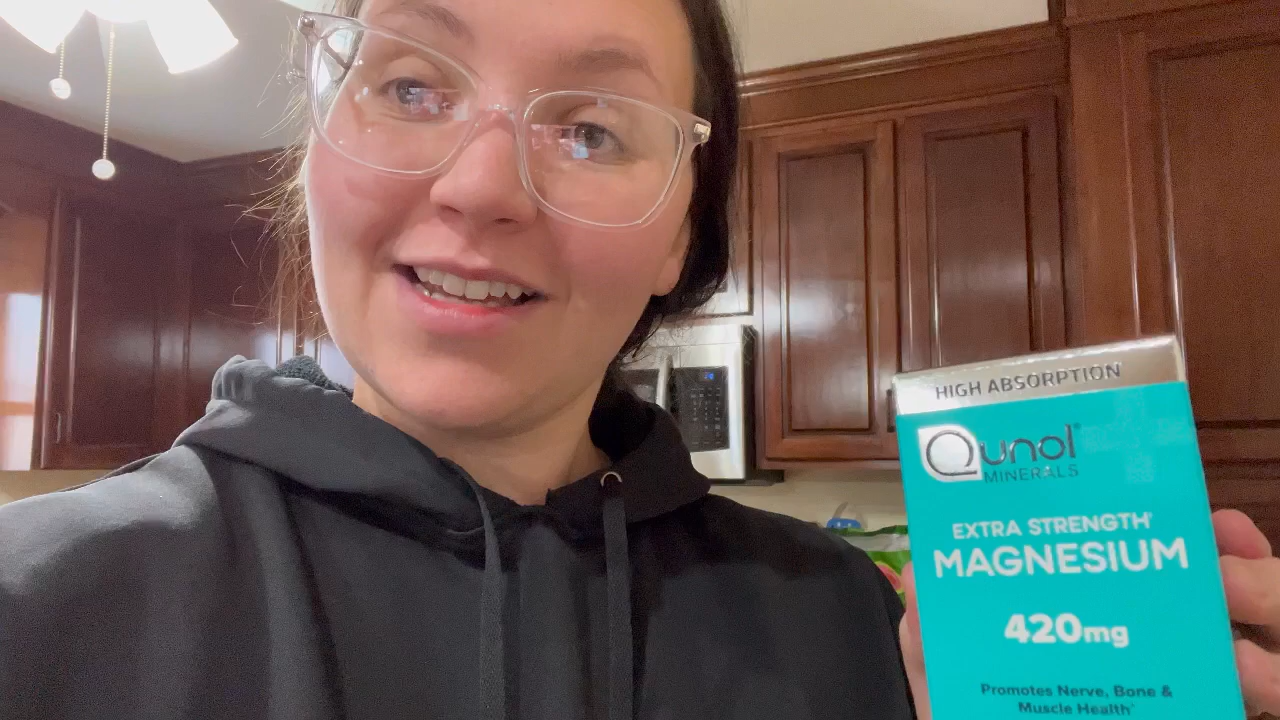 HIGH ABSORPTION
Qunol®
MINERALS
EXTRA STRENGTH†
MAGNESIUM
420mg
Promotes Nerve, Bone &
Muscle Health†